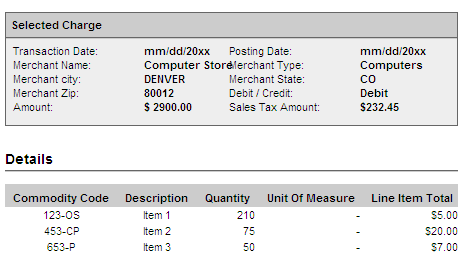 Selected Charge
Transaction Date: mm/dd/20xx Posting Date: mm/dd/20xx
Merchant Name: Computer Store Merchant Type: Computers
Merchant city: DENVER Merchant State: CO
Merchant Zip: 80012 Debit / Credit: Debit
Amount: $ 2900.00 Sales Tax Amount: $232.45
Details
Commodity Code Description Quantity Unit Of Measure Line Item Total
123-OS Item 1 210 - $5.00
453-CP Item 2 75 - $20.00
653-P Item 3 50 - $7.00